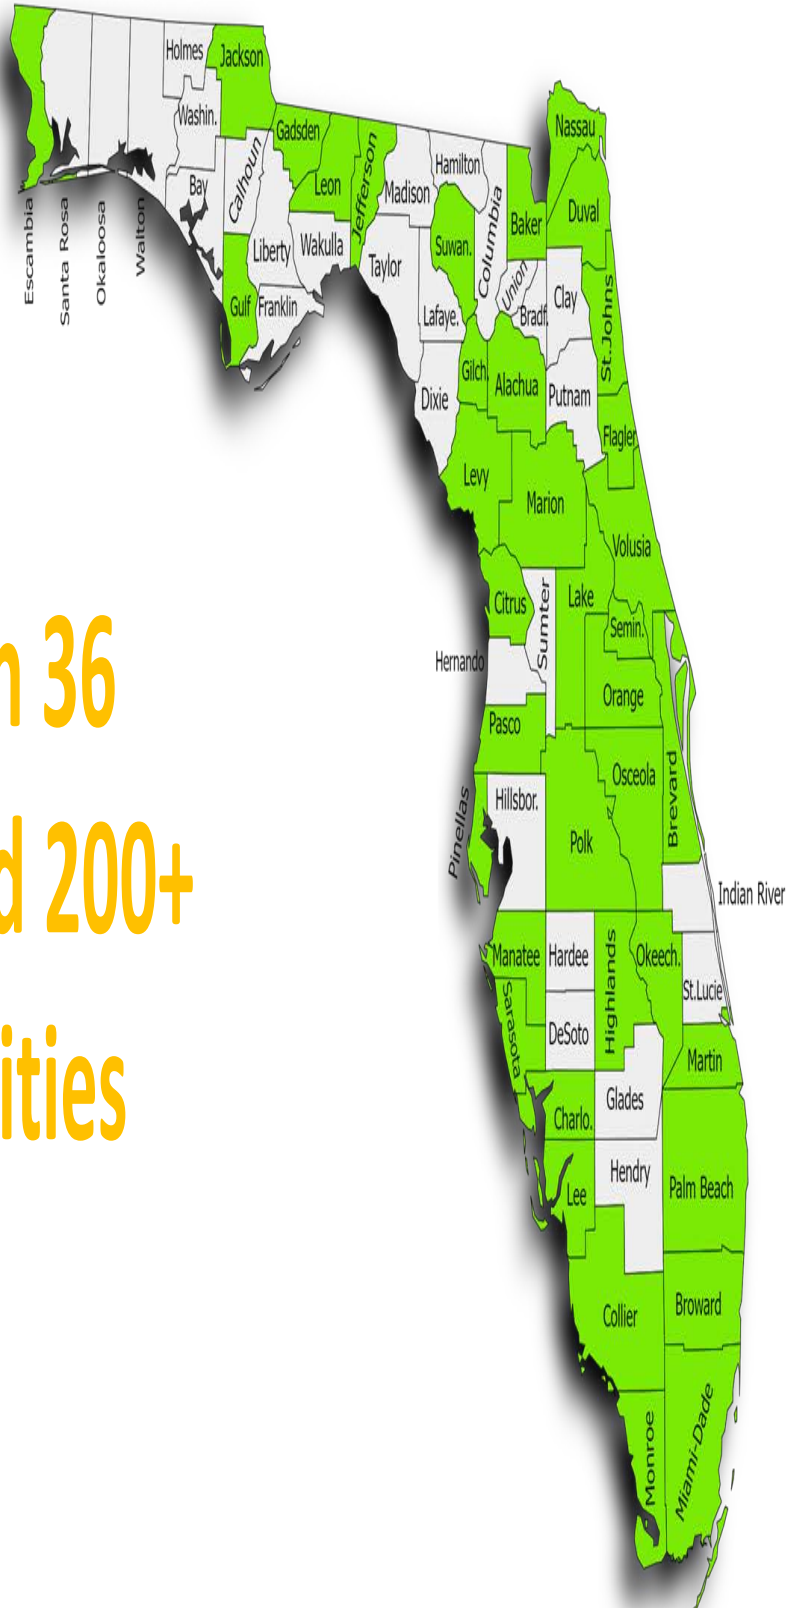 Holmes
Jackson
Washin.
Bay
Calhoun
Gadsden
Leon
Jefferson
Madison
Hamilton
Liberty
Wakulla
Taylor
Suwan.
Columbia
Baker
Nassau
Duval
Escambia
Santa Rosa
Okaloosa
Walton
Gulf
Franklin
Lafaye.
Union
Bradf.
Clay
St.Johns
Dixie
Gilch.
Alachua
Putnam
Flagler
Levy
Marion
Volusia
Citrus
Sumter
Lake
Semin.
Hernando
n 36
Orange
Pasco
Osceola
Brevard
Pinellas
Hillsbor.
Polk
d 200+
Indian River
Manatee
Hardee
Highlands
Okeech.
St.Lucie
Sarasota
DeSoto
Martin
ities
Charlo.
Glades
Lee
Hendry
Palm Beach
Collier
Broward
Monroe
Miami-Dade